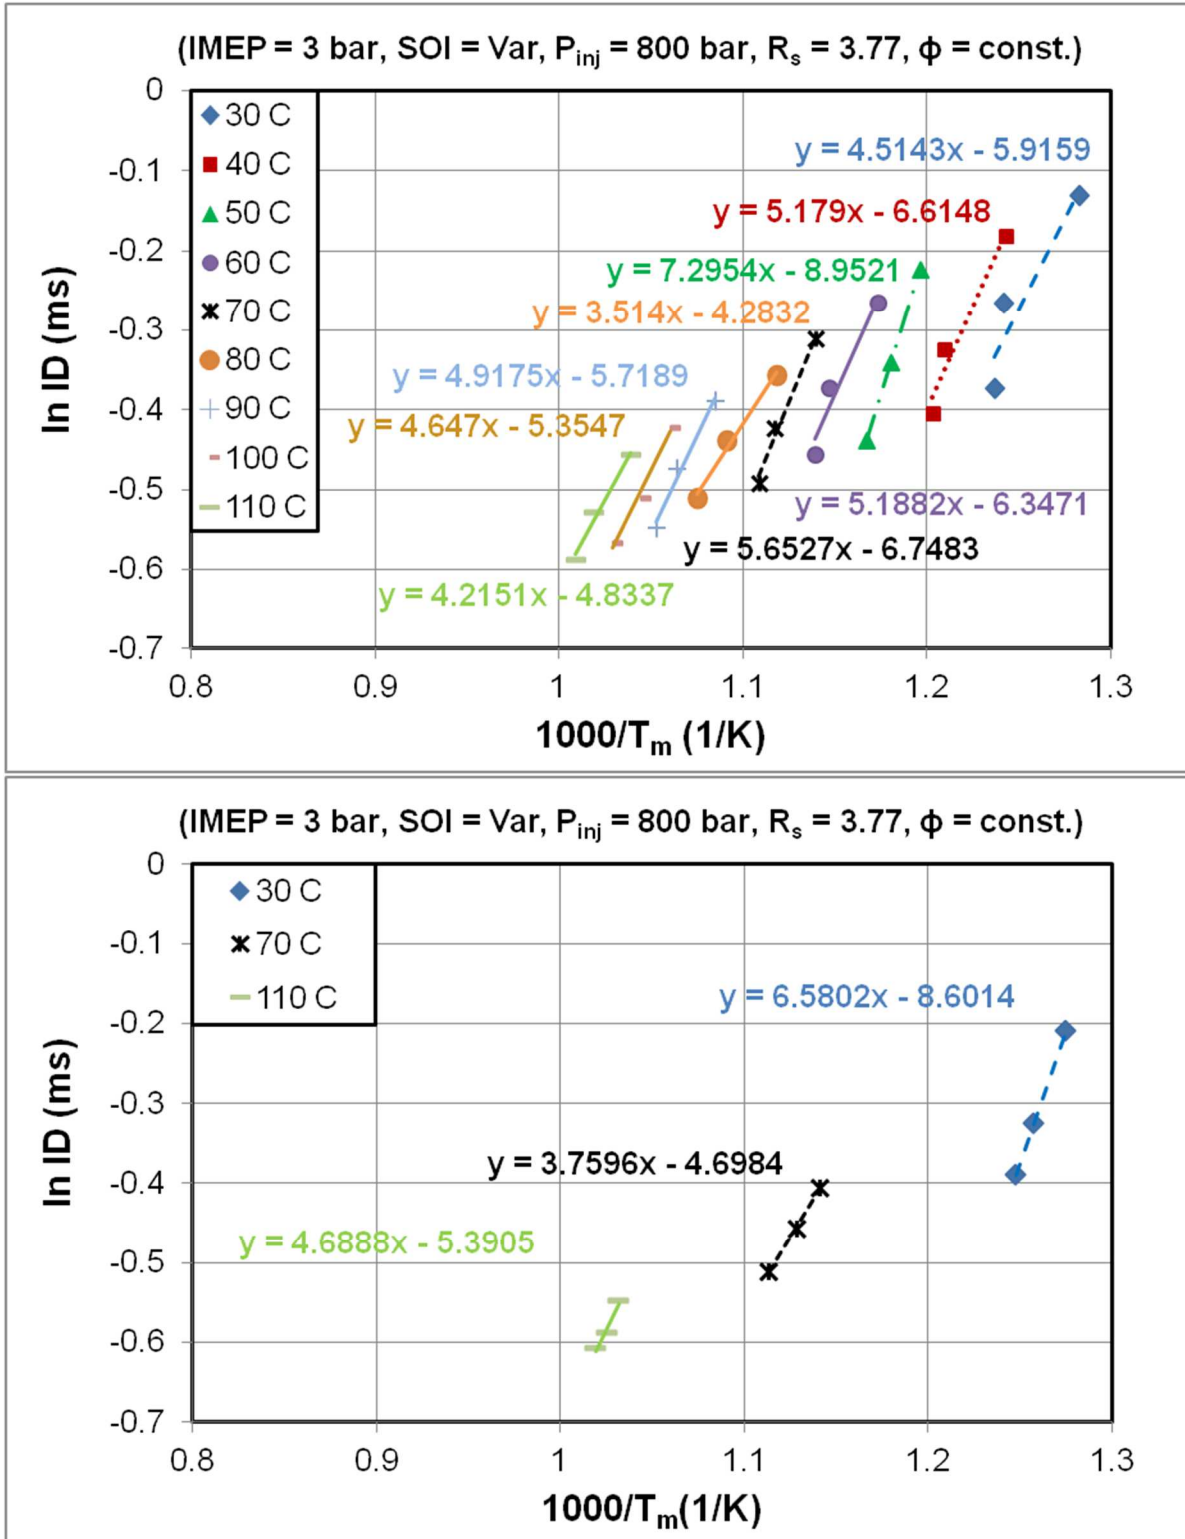 (IMEP = 3 bar, SOI = Var, Pinj = 800 bar, Rs = 3.77, ϕ = const.)
0
30 C
40 C
50 C
60 C
70 C
80 C
90 C
100 C
110 C
y = 4.5143x - 5.9159
-0.1
y = 5.179x - 6.6148
-0.2
y = 7.2954x - 8.9521
y = 3.514x - 4.2832
-0.3
y = 4.9175x - 5.7189
-0.4
y = 4.647x - 5.3547
-0.5
y = 5.1882x - 6.3471
y = 5.6527x - 6.7483
-0.6
y = 4.2151x - 4.8337
-0.7
ln ID (ms)
0.8 0.9 1 1.1 1.2 1.3
1000/Tm (1/K)
(IMEP = 3 bar, SOI = Var, Pinj = 800 bar, Rs = 3.77, ϕ = const.)
0
30 C
70 C
110 C
-0.1
y = 6.5802x - 8.6014
-0.2
-0.3
y = 3.7596x - 4.6984
-0.4
y = 4.6888x - 5.3905
-0.5
-0.6
-0.7
ln ID (ms)
0.8 0.9 1 1.1 1.2 1.3
1000/Tm(1/K)